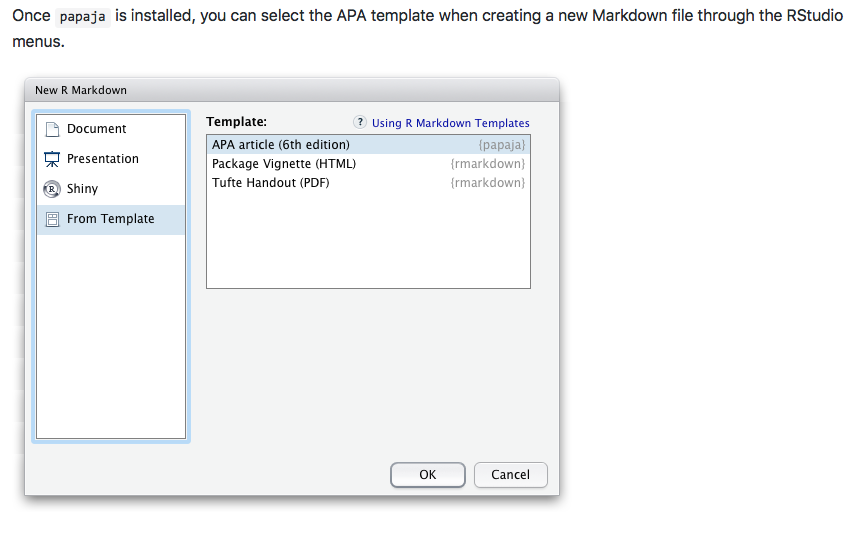 Once papaja is installed, you can select the APA template when creating a new Markdown file through the RStudio
menus.
New R Markdown
Document
Presentation
Shiny
From Template
Template:
? Using R Markdown Templates
APA article (6th edition) {papaja}
Package Vignette (HTML) {rmarkdown}
Tufte Handout (PDF) {rmarkdown}
OK
Cancel